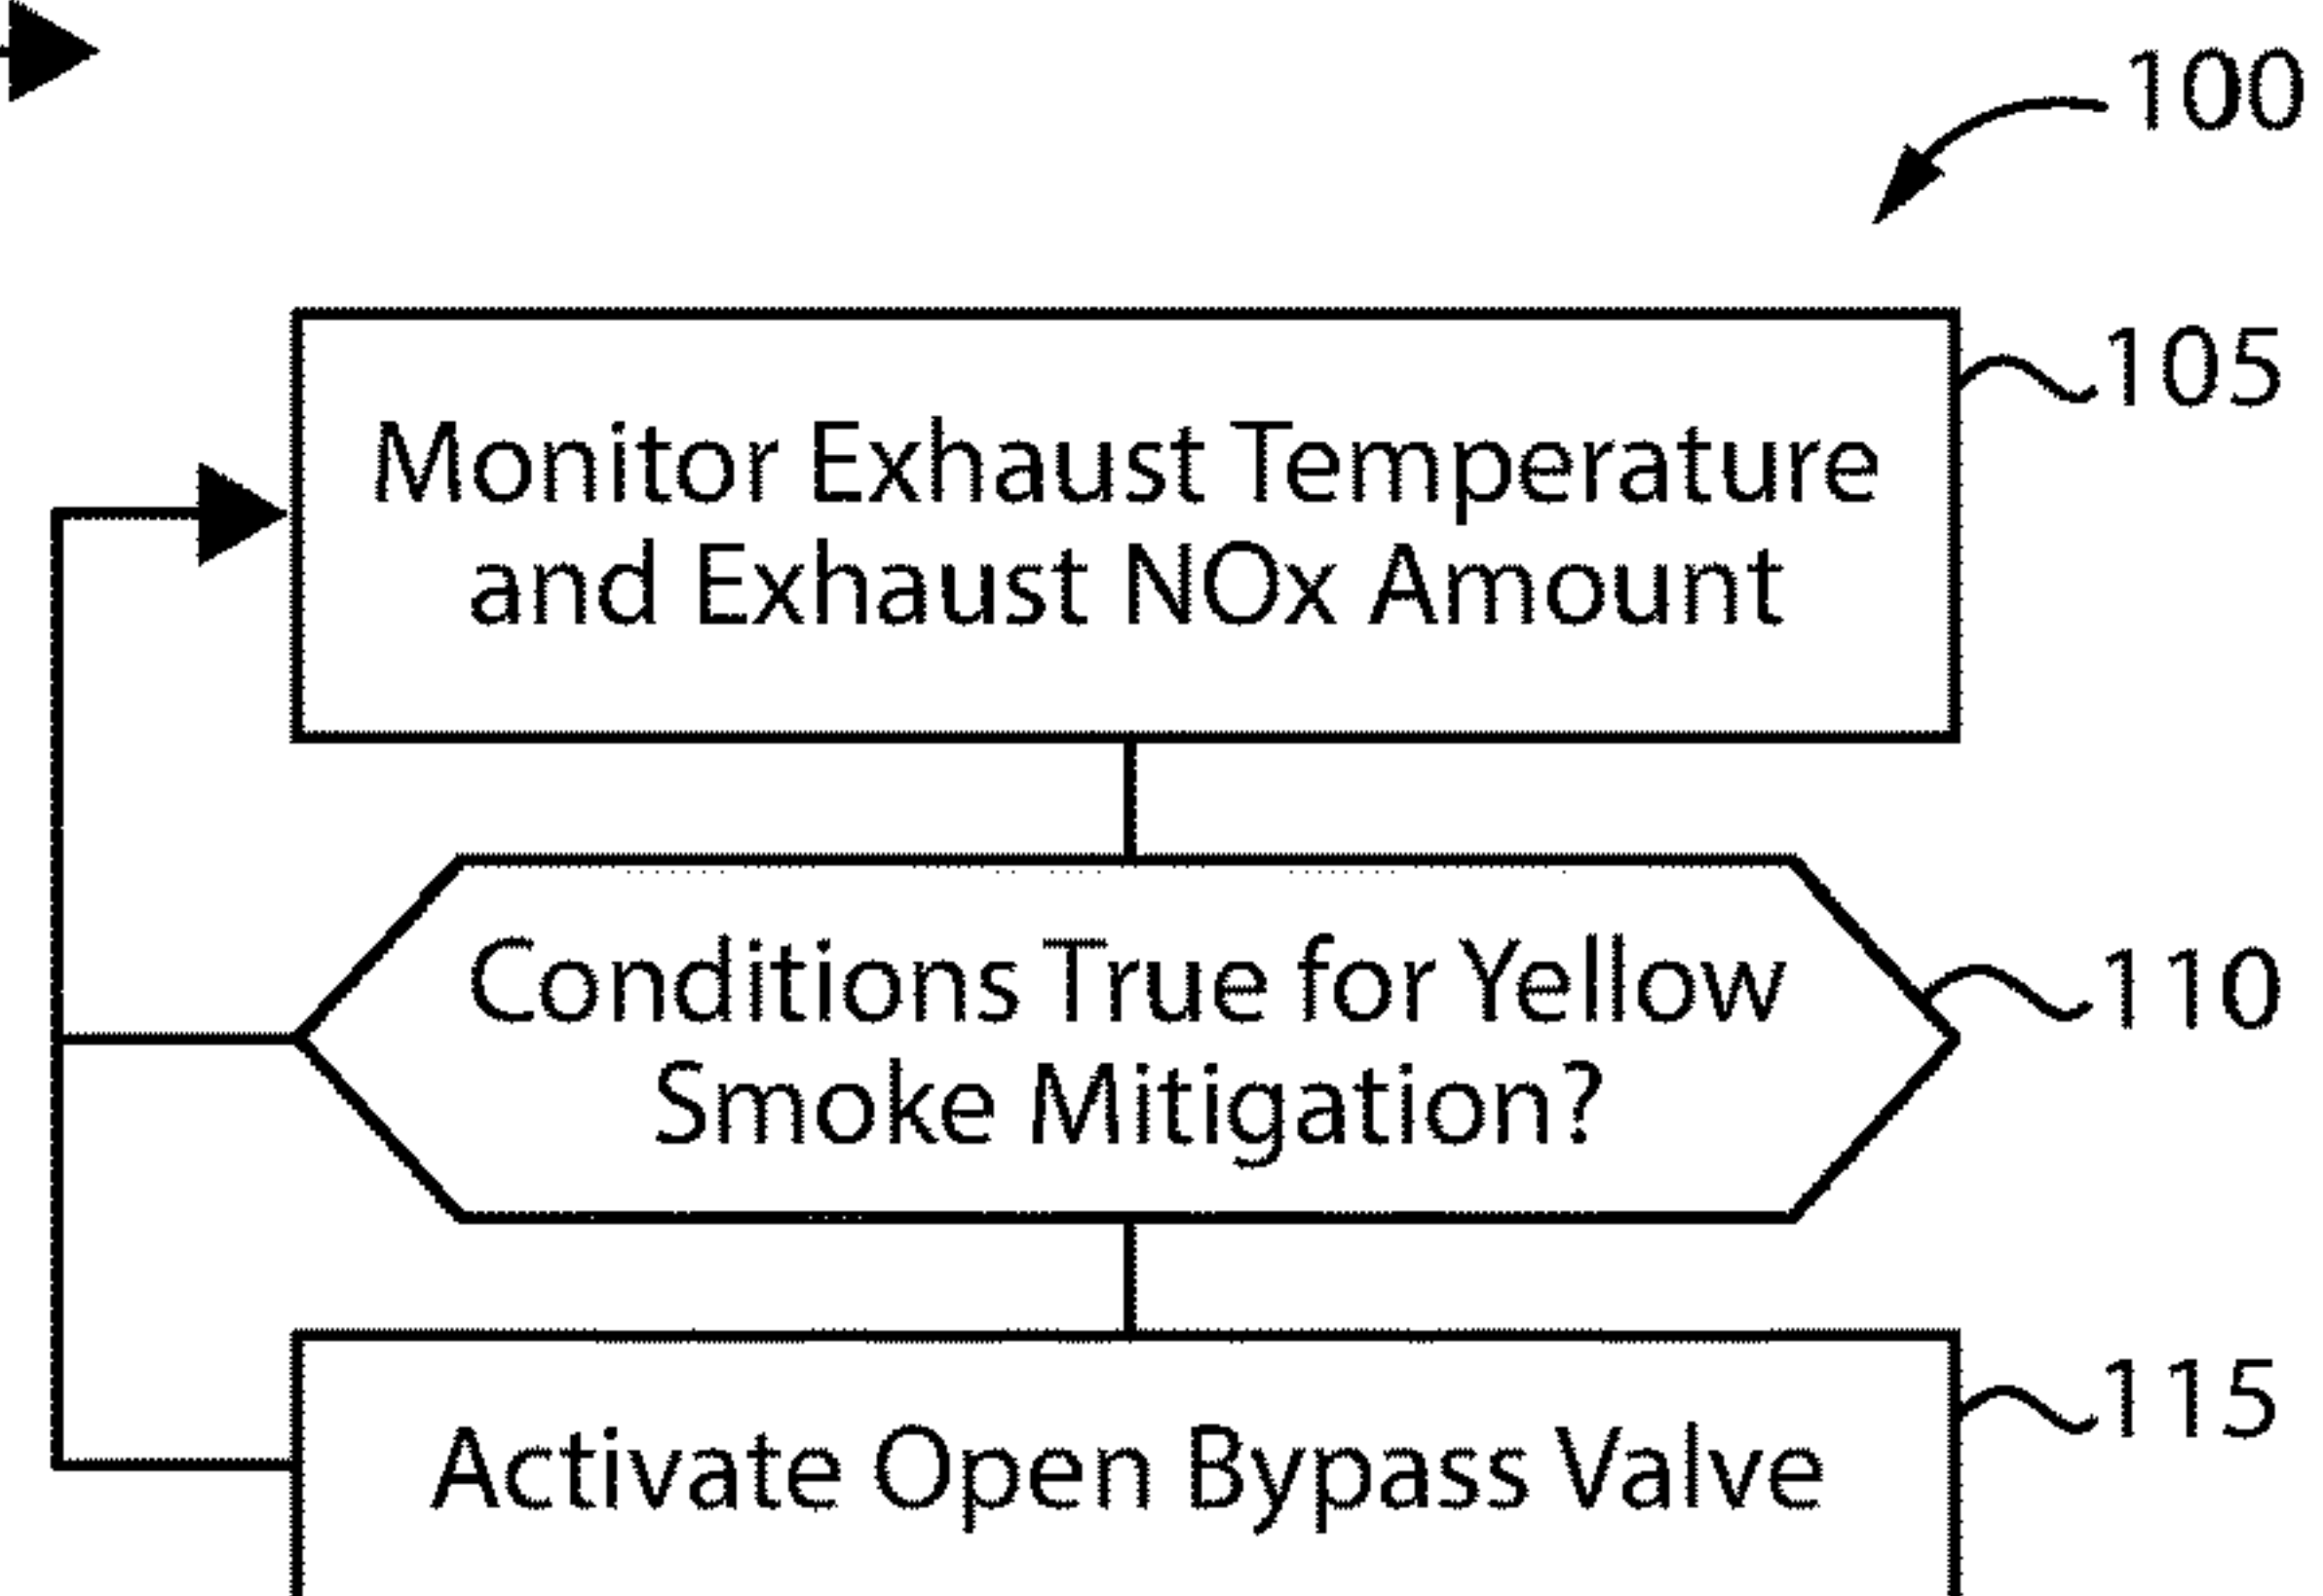 100
105
Monitor Exhaust Temperature
and Exhaust NOx Amount
110
Conditions True for Yellow
Smoke Mitigation?
115
Activate Open Bypass Valve